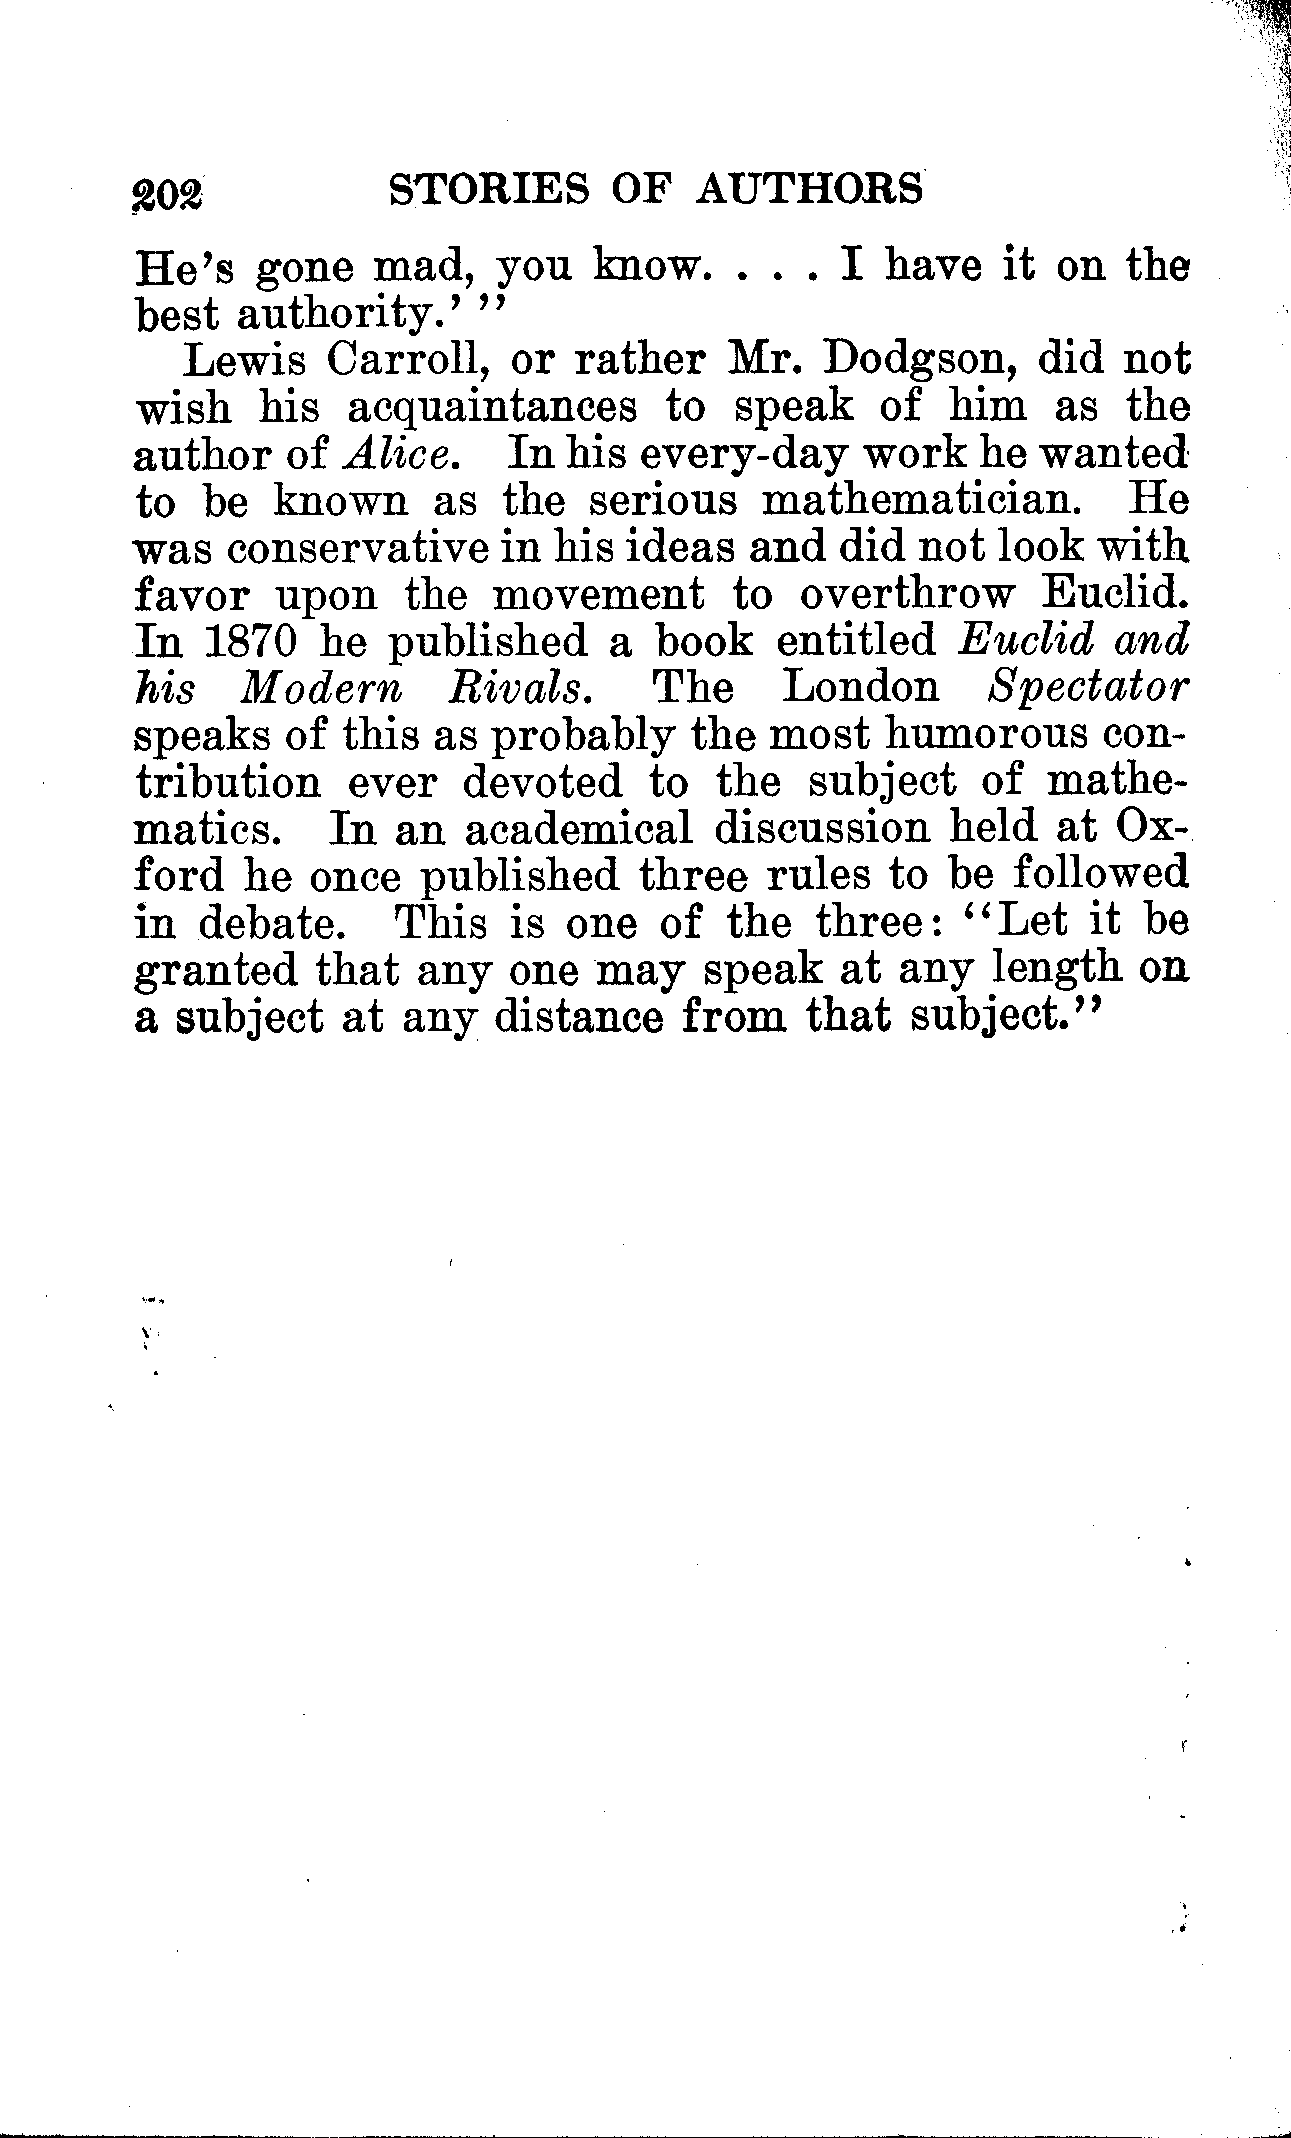 202 STORIES OF AUTHORS
He's gone mad, you know. . . . I have it on the
best authority.' "
Lewis Carroll, or rather Mr. Dodgson, did not
wish his acquaintances to speak of him as the
author of Alice. In his every-day work he wanted
to be known as the serious mathematician. He
was conservative in his ideas and did not look with
favor upon the movement to overthrow Euclid.
In 1870 he published a book entitled Euclid and
his Modern Rivals. The London Spectator
speaks of this as probably the most humorous con-
tribution ever devoted to the subject of mathe-
matics. In an academical discussion held at Ox-
ford he once published three rules to be followed
in debate. This is one of the three: "Let it be
granted that any one may speak at any length on
a subject at any distance from that subject."